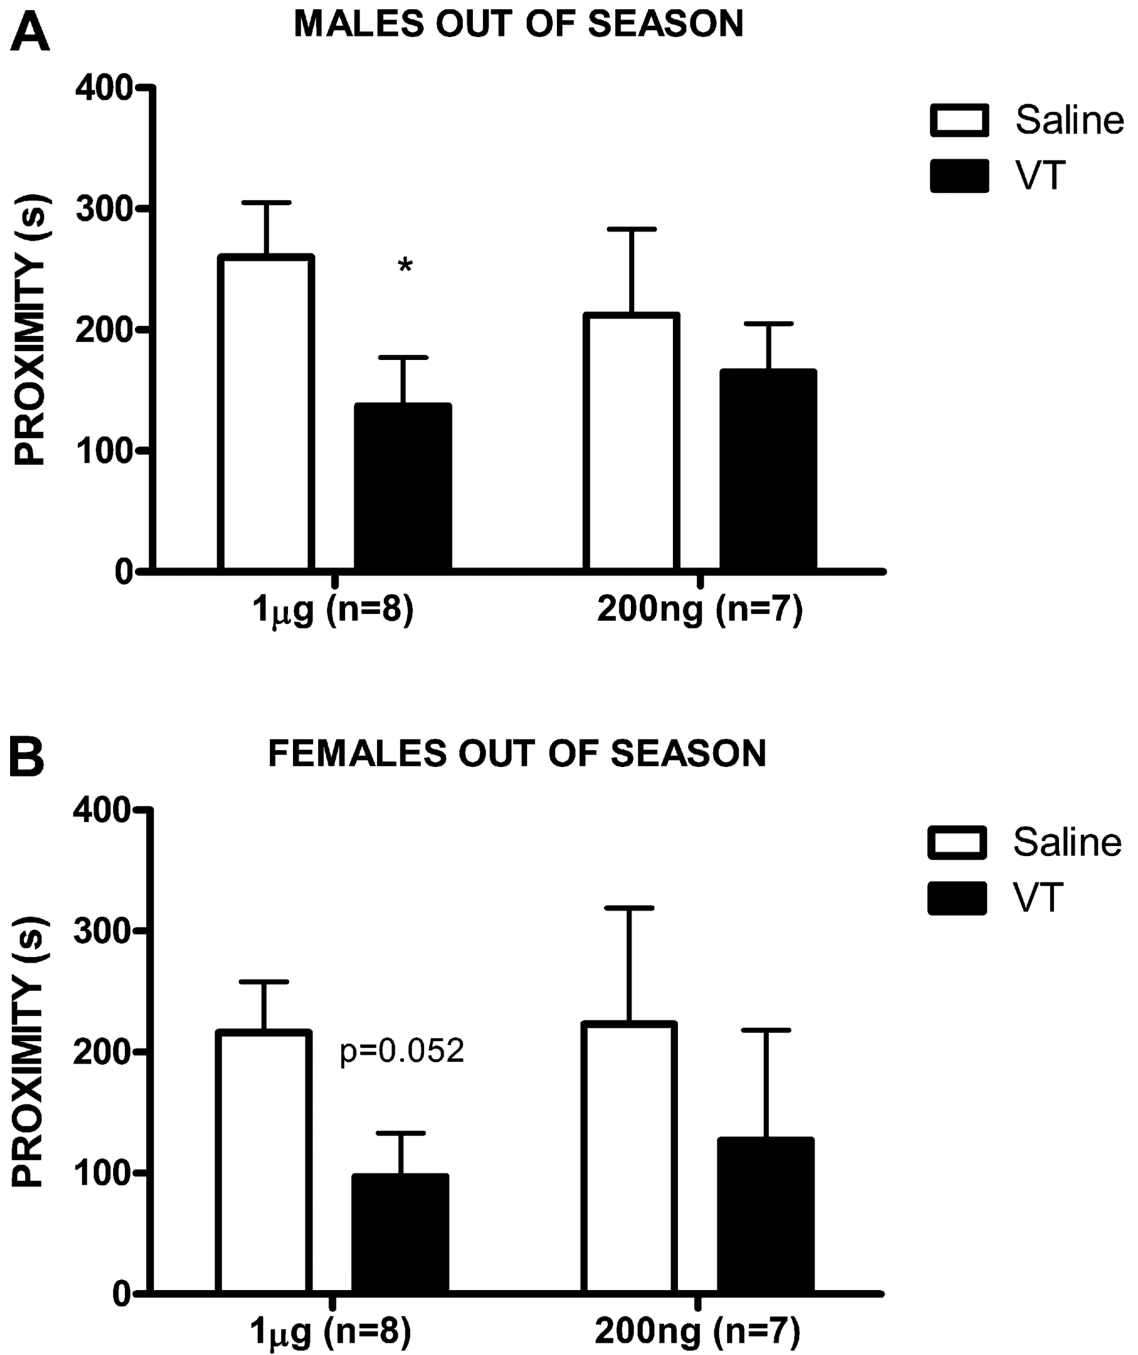 A
MALES OUT OF SEASON
400
300
200
100
0
PROXIMITY (s)
*
Saline
VT
1μg (n=8)
200ng (n=7)
B
FEMALES OUT OF SEASON
400
300
200
100
0
PROXIMITY (s)
p=0.052
Saline
VT
1μg (n=8)
200ng (n=7)